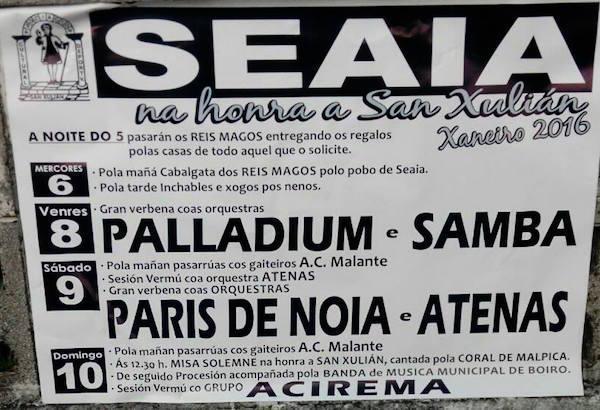 SEAIA
na honra a San Xulián
Xaneiro 2016
SAN XULIAN
A NOITE DO 5 pasarán os REIS MAGOS entregando os regalos
polas casas de todo aquel que o solicite.
MERCORES
6
· Pola mañá Cabalgata dos REIS MAGOS polo pobo de Seaia.
· Pola tarde Inchables e xogos pos nenos.
Venres
8
· Gran verbena coas orquestras
PALLADIUM e SAMBA
Sábado
9
· Pola mañan pasarrúas cos gaiteiros A.C. Malante
· Sesión Vermú coa orquestra ATENAS
· Gran verbena coas ORQUESTRAS
PARIS DE NOIA e ATENAS
Domingo
10
· Pola mañan pasarrúas cos gaiteiros A.C. Malante
· Ás 12.30 h. MISA SOLEMNE na honra a SAN XULIÁN, cantada pola CORAL DE MALPICA.
· De seguido Procesión acompañada pola BANDA de MUSICA MUNICIPAL DE BOIRO.
· Sesión Vermú co GRUPO ACIREMA